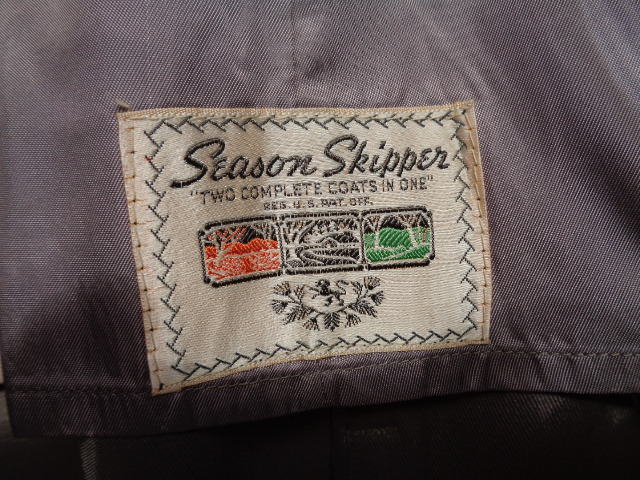 Season Skipper
"TWO COMPLETE COATS IN ONE"
REG. U.S. PAT. OFF.